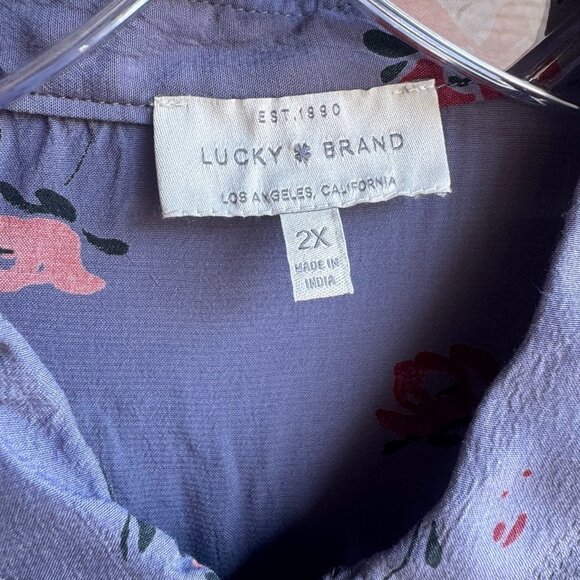 EST.1990
LUCKY BRAND
LOS ANGELES, CALIFORNIA
2X
MADE IN
INDIA